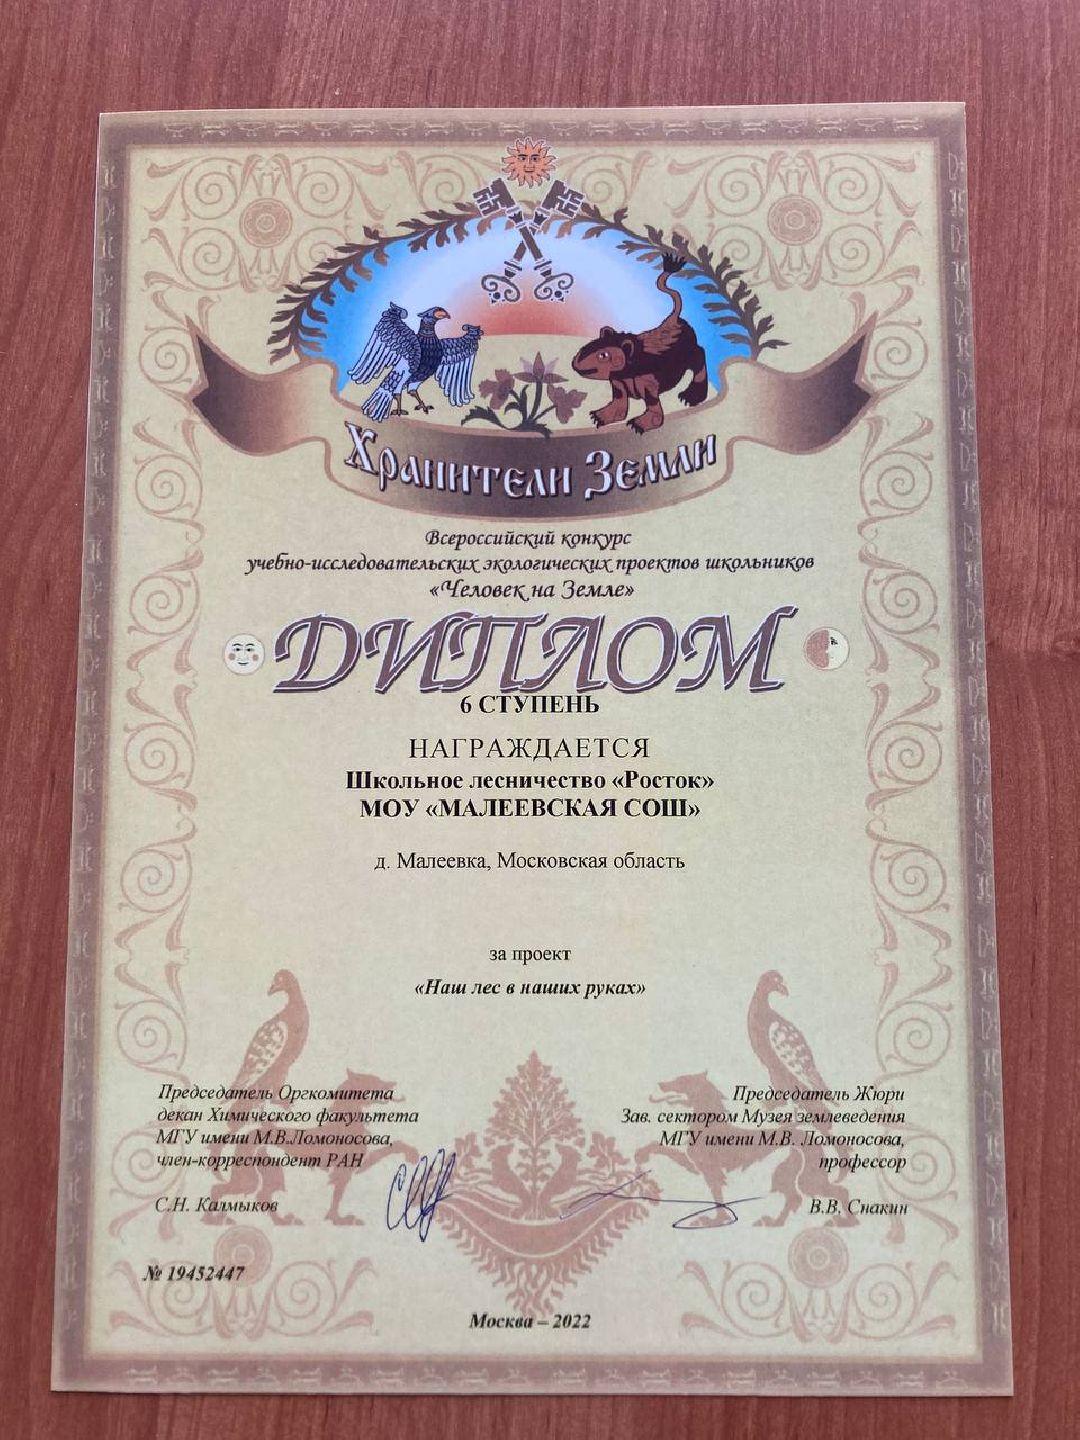 Хранители Земли
Всероссийский конкурс
учебно-исследовательских экологических проектов школьников
«Человек на Земле»
ДИПЛОМ
6 СТУПЕНЬ
НАГРАЖДАЕТСЯ
Школьное лесничество «Росток»
МОУ «МАЛЕЕВСКАЯ СОШ»
д. Малеевка, Московская область
за проект
«Наш лес в наших руках»
Председатель Оргкомитета
декан Химического факультета
МГУ имени М.В.Ломоносова,
член-корреспондент РАН
С.Н. Калмыков
Председатель Жюри
Зав. сектором Музея землеведения
МГУ имени М.В. Ломоносова,
профессор
В.В. Снакин
№ 19452447
Москва – 2022